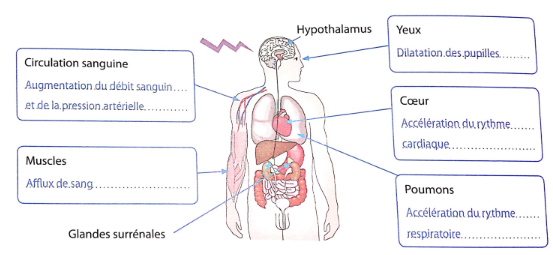 Hypothalamus
Yeux
Dilatation des pupilles
Circulation sanguine
Augmentation du débit sanguin
et de la pression artérielle
Cœur
Accélération du rythme
cardiaque
Muscles
Afflux de sang
Poumons
Accélération du rythme
respiratoire
Glandes surrénales